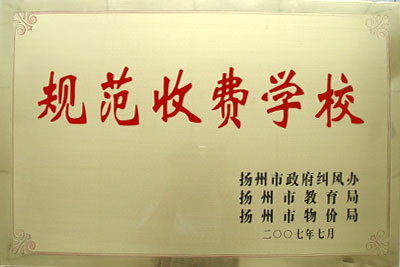 规范收费学校
扬州市政府纠风办
扬州市教育局
扬州市物价局
二〇〇七年七月